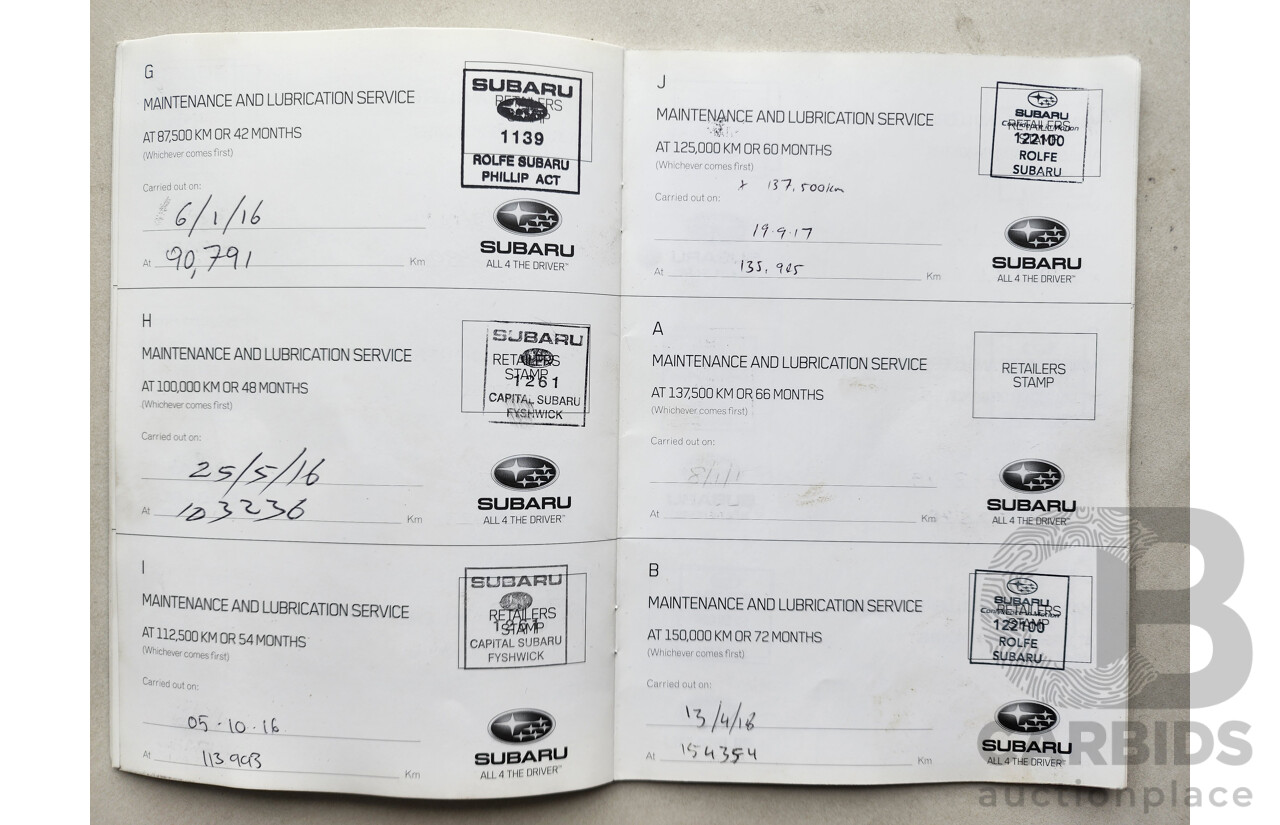 G
MAINTENANCE AND LUBRICATION SERVICE
AT 87,500 KM OR 42 MONTHS
(Whichever comes first)
Carried out on:
6/1/16
At 90,791 Km
SUBARU
RETAILERS
STAMP
1139
ROLFE SUBARU
PHILLIP ACT
SUBARU
ALL 4 THE DRIVER™
H
MAINTENANCE AND LUBRICATION SERVICE
AT 100,000 KM OR 48 MONTHS
(Whichever comes first)
Carried out on:
25/5/16
At 103236 Km
SUBARU
RETAILERS
STAMP
1261
CAPITAL SUBARU
FYSHWICK
SUBARU
ALL 4 THE DRIVER™
I
MAINTENANCE AND LUBRICATION SERVICE
AT 112,500 KM OR 54 MONTHS
(Whichever comes first)
Carried out on:
05-10-16
At Km
SUBARU
RETAILERS
STAMP
CAPITAL SUBARU
FYSHWICK
SUBARU
ALL 4 THE DRIVER™
J
MAINTENANCE AND LUBRICATION SERVICE
AT 125,000 KM OR 60 MONTHS
(Whichever comes first)
137,500km
Carried out on:
19-9-17
At Km
SUBARU
RETAILERS
STAMP
122100
ROLFE
SUBARU
SUBARU
ALL 4 THE DRIVER™
A
MAINTENANCE AND LUBRICATION SERVICE
AT 137,500 KM OR 66 MONTHS
(Whichever comes first)
Carried out on:
At Km
RETAILERS
STAMP
SUBARU
ALL 4 THE DRIVER™
B
MAINTENANCE AND LUBRICATION SERVICE
AT 150,000 KM OR 72 MONTHS
(Whichever comes first)
Carried out on:
13/4/18
At 154354 Km
SUBARU
RETAILERS
STAMP
122100
ROLFE
SUBARU
SUBARU
ALL 4 THE DRIVER™
CARBIDS
auctionplace